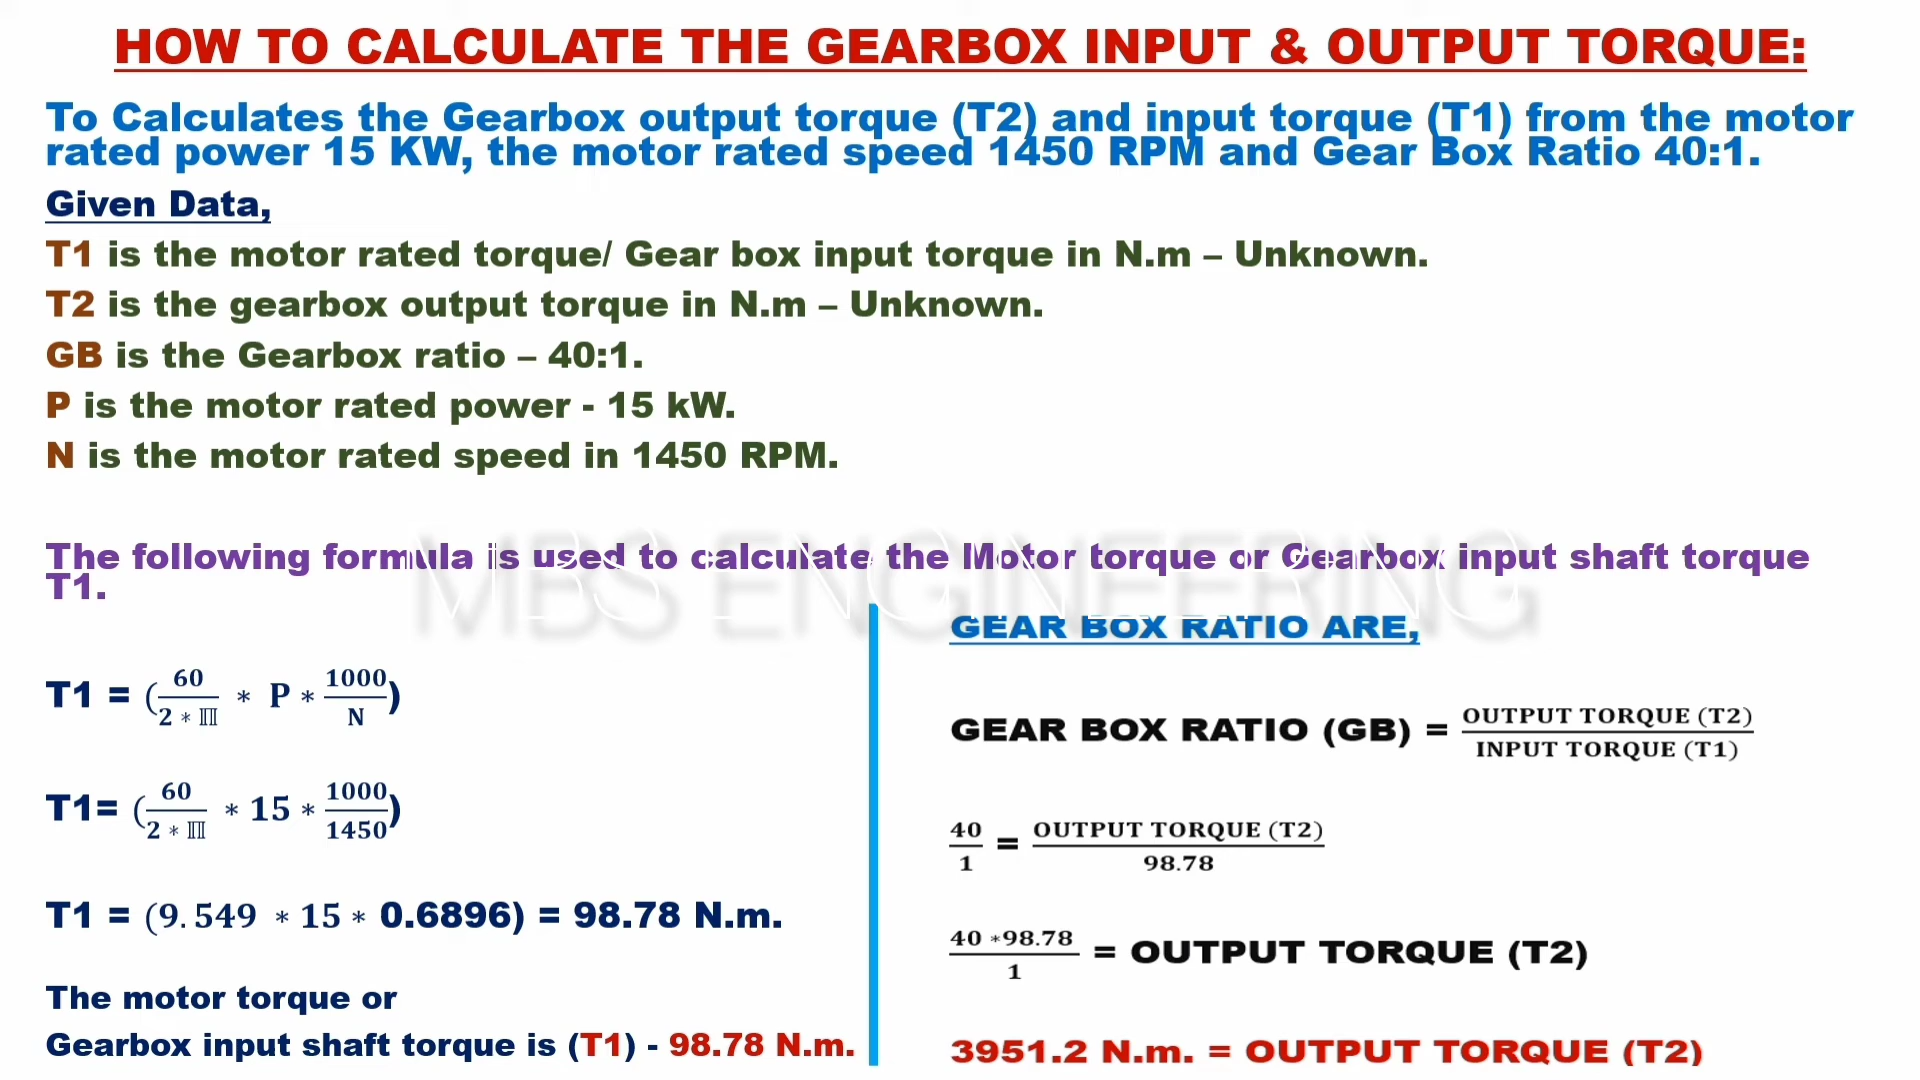 HOW TO CALCULATE THE GEARBOX INPUT & OUTPUT TORQUE:
To Calculates the Gearbox output torque (T2) and input torque (T1) from the motor
rated power 15 KW, the motor rated speed 1450 RPM and Gear Box Ratio 40:1.
Given Data,
T1 is the motor rated torque/ Gear box input torque in N.m – Unknown.
T2 is the gearbox output torque in N.m – Unknown.
GB is the Gearbox ratio – 40:1.
P is the motor rated power - 15 kW.
N is the motor rated speed in 1450 RPM.
The following formula is used to calculate the Motor torque or Gearbox input shaft torque
T1.
MBS ENGINEERING
T1 = (60/2 * Π * P * 1000/N)
T1= (60/2 * Π * 15 * 1000/1450)
T1 = (9.549 * 15 * 0.6896) = 98.78 N.m.
The motor torque or
Gearbox input shaft torque is (T1) - 98.78 N.m.
GEAR BOX RATIO ARE,
GEAR BOX RATIO (GB) = OUTPUT TORQUE (T2)/INPUT TORQUE (T1)
40/1 = OUTPUT TORQUE (T2)/98.78
40 *98.78/1 = OUTPUT TORQUE (T2)
3951.2 N.m. = OUTPUT TORQUE (T2)